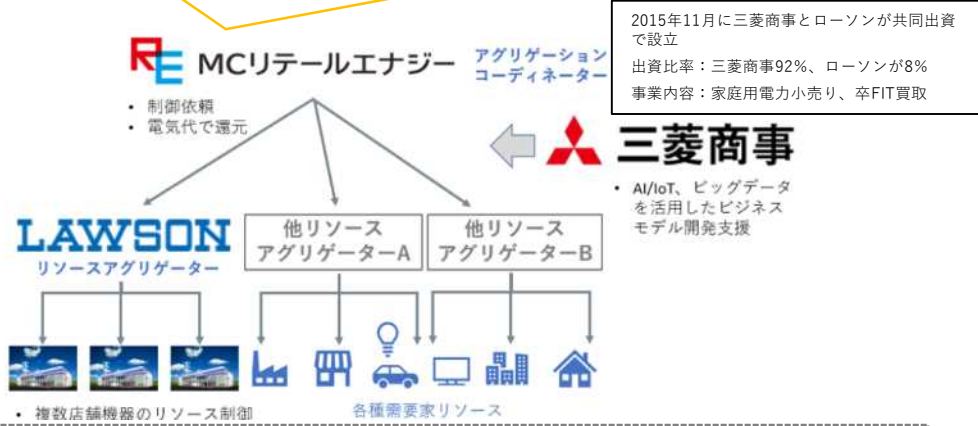 2015年11月に三菱商事とローソンが共同出資
で設立
出資比率：三菱商事92%、ローソンが8%
事業内容：家庭用電力小売り、卒FIT買取
RE MCリテールエナジー
アグリゲーション
コーディネーター
• 制御依頼
• 電気代で還元
三菱商事
• AI/IoT、ビッグデータ
を活用したビジネス
モデル開発支援
LAWSON
リソースアグリゲーター
他リソース
アグリゲーターA
他リソース
アグリゲーターB
• 複数店舗機器のリソース制御
各種需要家リソース